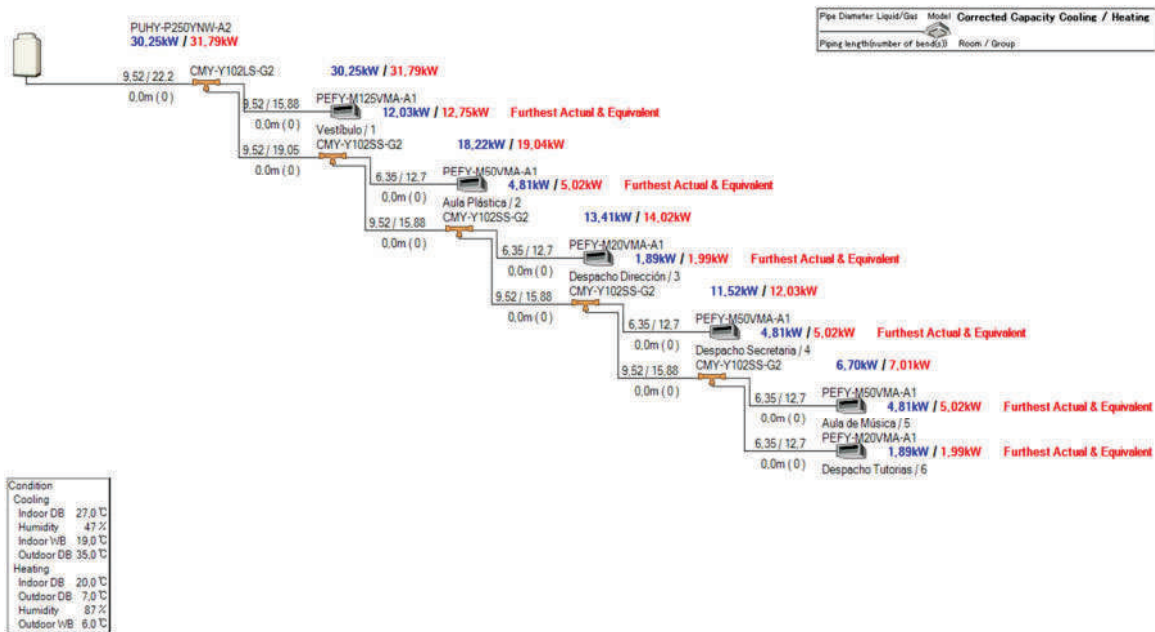 Pipe Diameter Liquid/Gas Model Corrected Capacity Cooling / Heating
Piping length(number of bend(s)) Room / Group
PUHY-P250YNW-A2
30,25kW / 31,79kW
9,52 / 22,2
0,0m ( 0 )
CMY-Y102LS-G2
30,25kW / 31,79kW
9,52 / 15,88
0,0m ( 0 )
PEFY-M125VMA-A1
12,03kW / 12,75kW Furthest Actual & Equivalent
Vestíbulo / 1
9,52 / 19,05
0,0m ( 0 )
CMY-Y102SS-G2
18,22kW / 19,04kW
6,35 / 12,7
0,0m ( 0 )
PEFY-M50VMA-A1
4,81kW / 5,02kW Furthest Actual & Equivalent
Aula Plástica / 2
9,52 / 15,88
0,0m ( 0 )
CMY-Y102SS-G2
13,41kW / 14,02kW
6,35 / 12,7
0,0m ( 0 )
PEFY-M20VMA-A1
1,89kW / 1,99kW Furthest Actual & Equivalent
Despacho Dirección / 3
9,52 / 15,88
0,0m ( 0 )
CMY-Y102SS-G2
11,52kW / 12,03kW
6,35 / 12,7
0,0m ( 0 )
PEFY-M50VMA-A1
4,81kW / 5,02kW Furthest Actual & Equivalent
Despacho Secretaria / 4
9,52 / 15,88
0,0m ( 0 )
CMY-Y102SS-G2
6,70kW / 7,01kW
6,35 / 12,7
0,0m ( 0 )
PEFY-M50VMA-A1
4,81kW / 5,02kW Furthest Actual & Equivalent
Aula de Música / 5
6,35 / 12,7
0,0m ( 0 )
PEFY-M20VMA-A1
1,89kW / 1,99kW Furthest Actual & Equivalent
Despacho Tutorias / 6
Condition
Cooling
Indoor DB 27,0 ℃
Humidity 47 %
Indoor WB 19,0 ℃
Outdoor DB 35,0 ℃
Heating
Indoor DB 20,0 ℃
Outdoor DB 7,0 ℃
Humidity 87 %
Outdoor WB 6,0 ℃